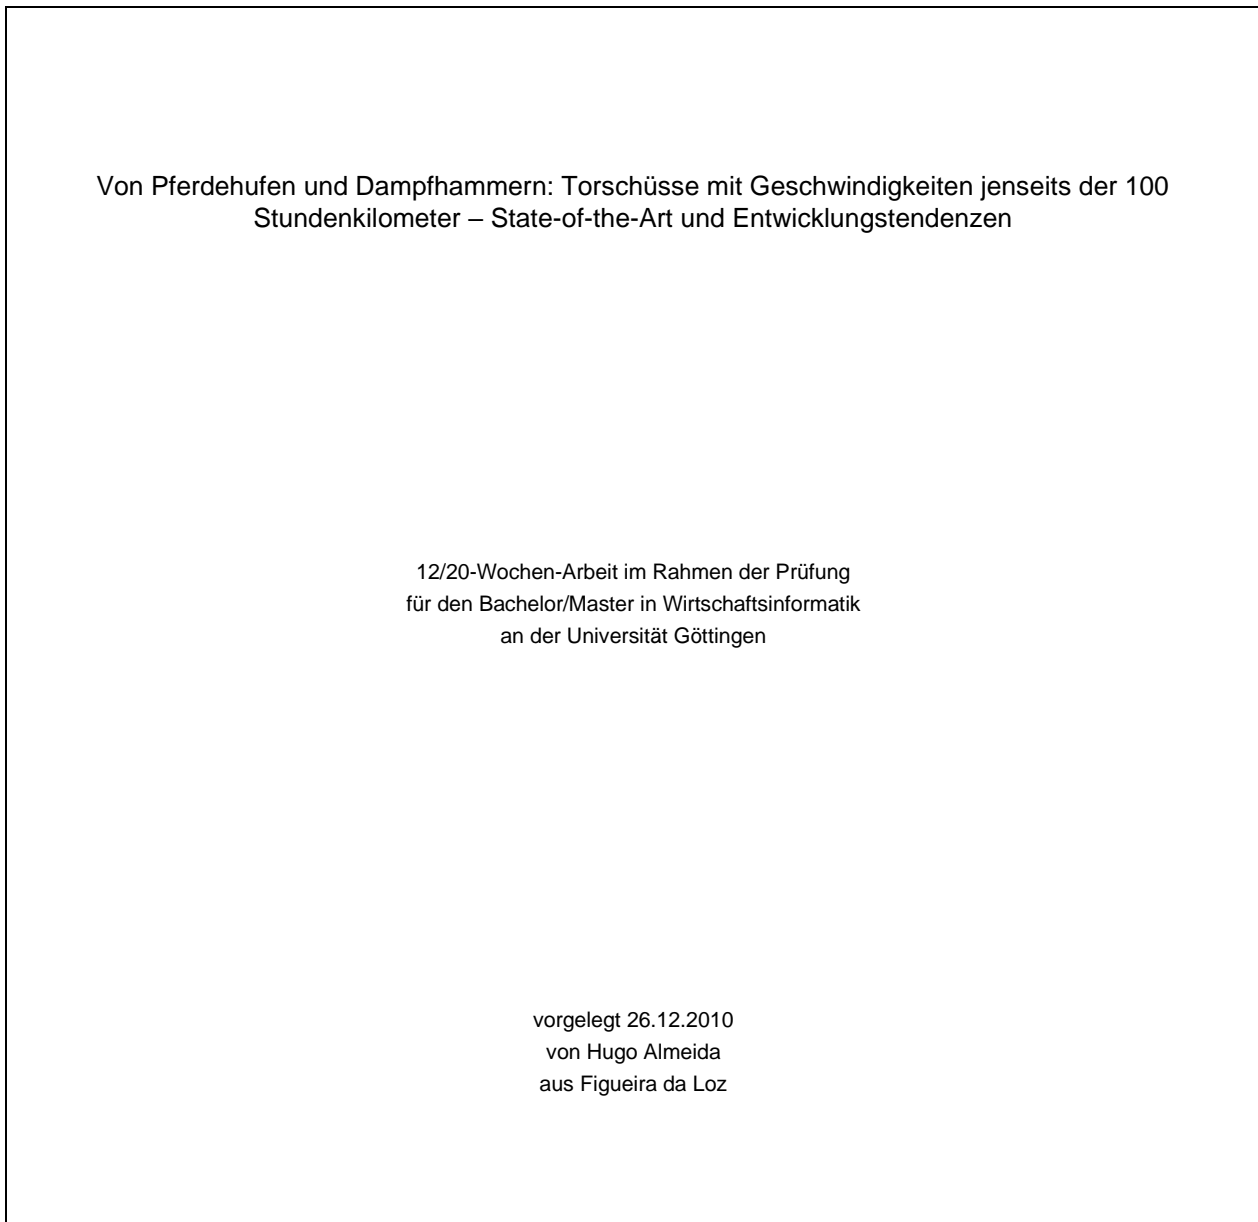 Von Pferdehufen und Dampfhammern: Torschüsse mit Geschwindigkeiten jenseits der 100
Stundenkilometer – State-of-the-Art und Entwicklungstendenzen
12/20-Wochen-Arbeit im Rahmen der Prüfung
für den Bachelor/Master in Wirtschaftsinformatik
an der Universität Göttingen
vorgelegt 26.12.2010
von Hugo Almeida
aus Figueira da Loz